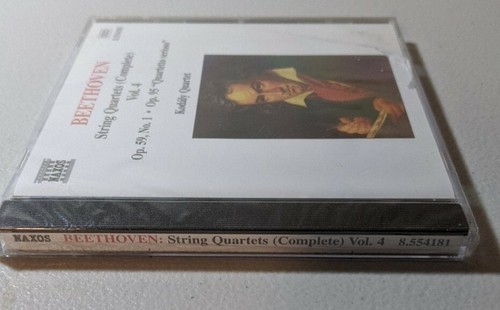 BEETHOVEN
String Quartets (Complete)
Vol. 4
Op. 59, No. 1 • Op. 95 "Quartetto serioso"
Kodály Quartet
NAXOS
NAXOS BEETHOVEN: String Quartets (Complete) Vol. 4 8.554181